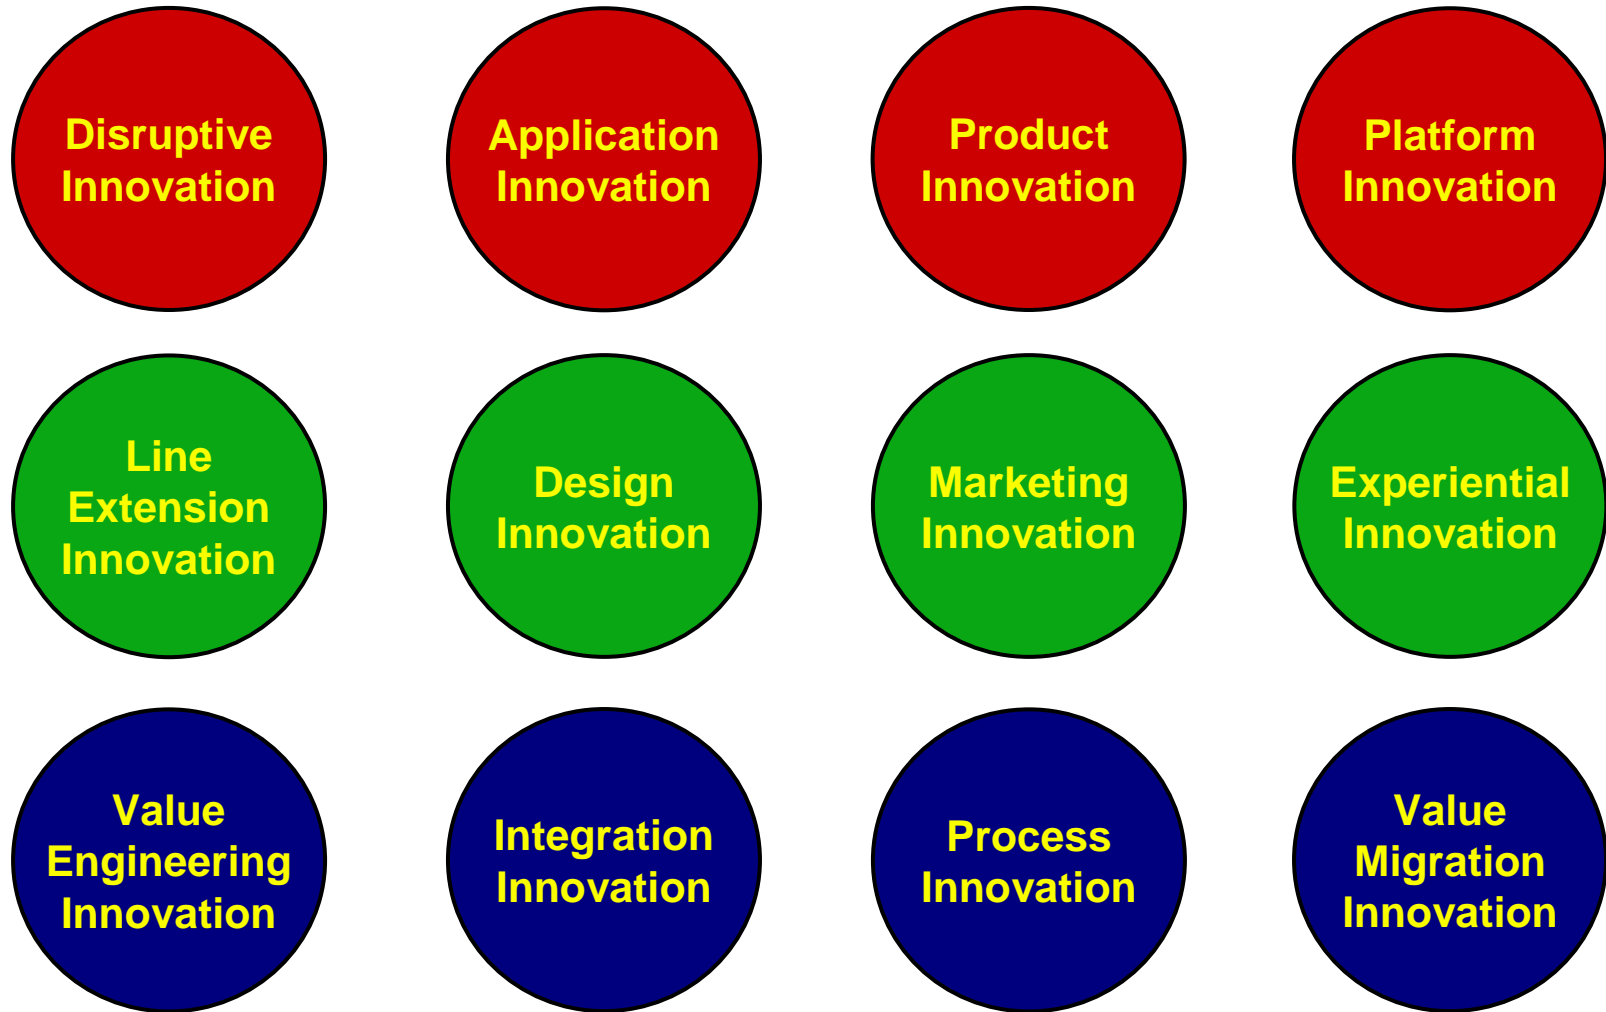 Disruptive
Innovation
Application
Innovation
Product
Innovation
Platform
Innovation
Line
Extension
Innovation
Design
Innovation
Marketing
Innovation
Experiential
Innovation
Value
Engineering
Innovation
Integration
Innovation
Process
Innovation
Value
Migration
Innovation